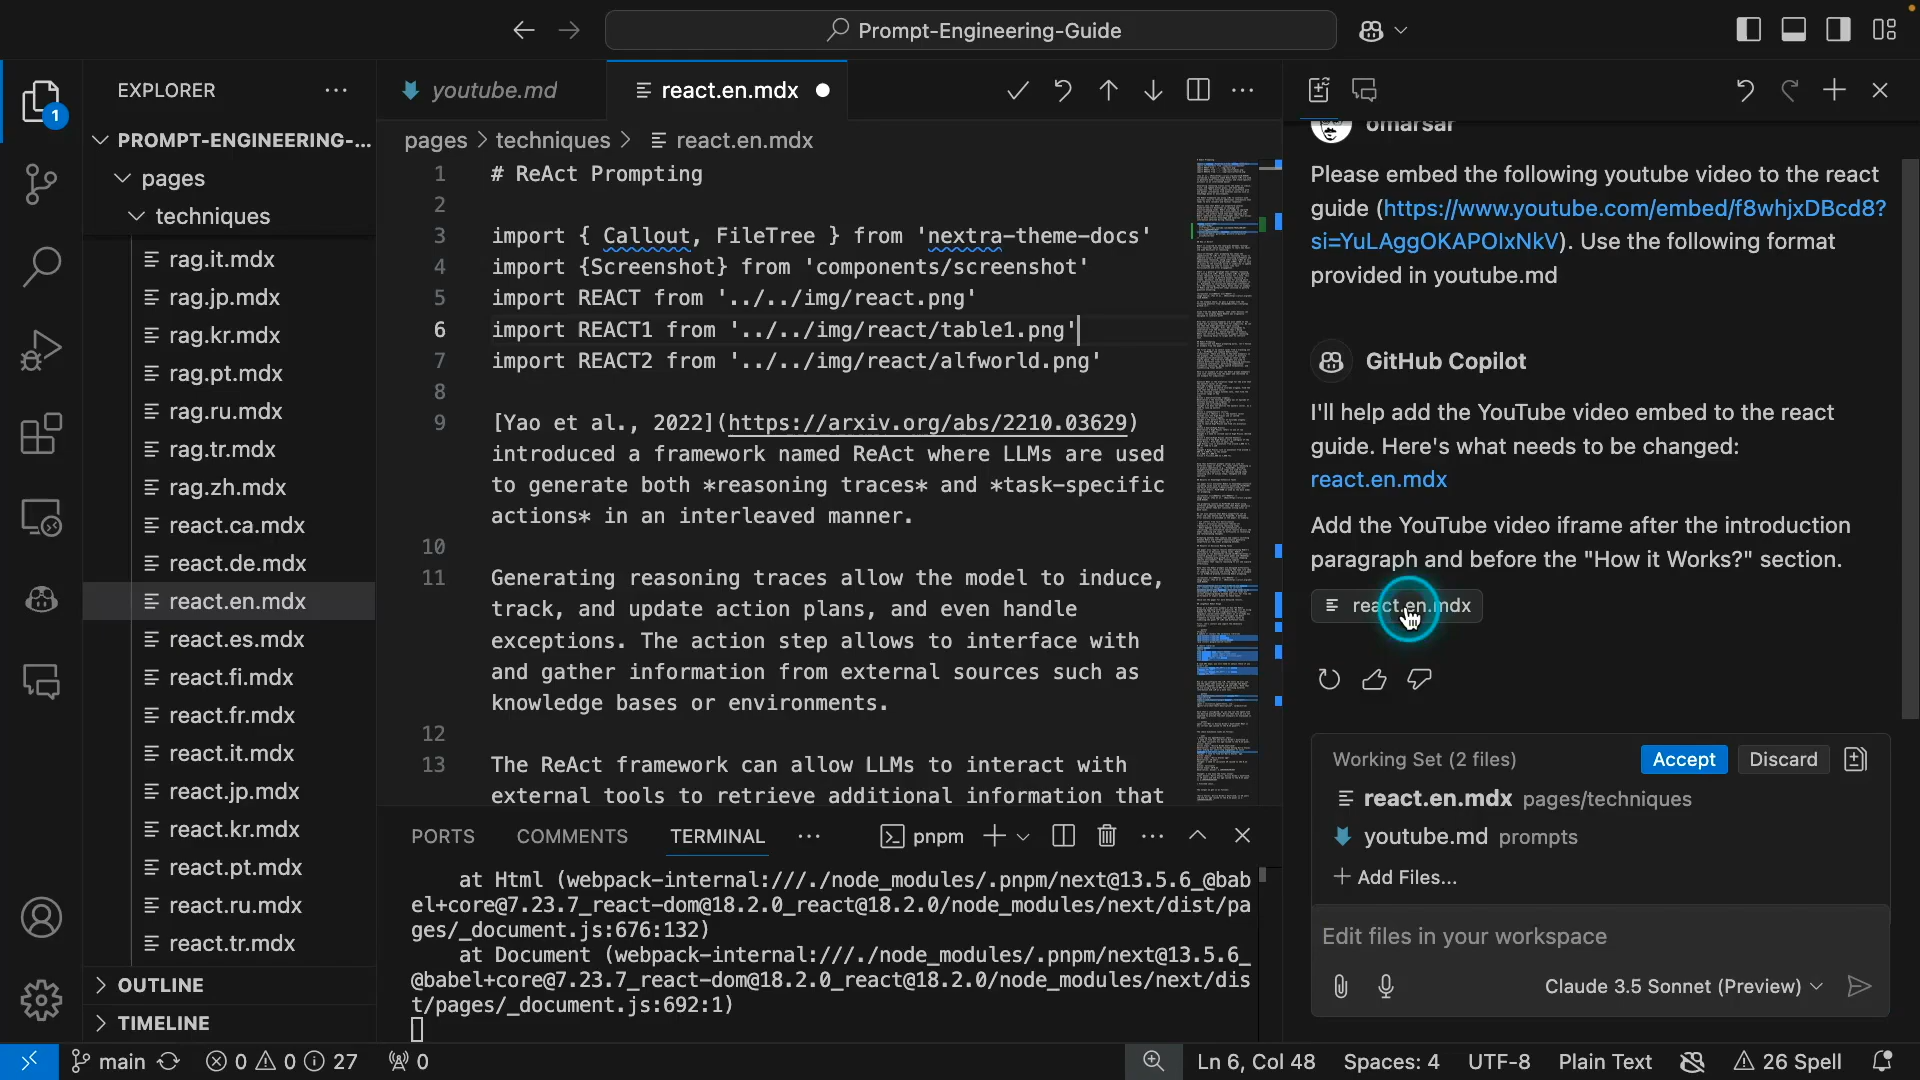 Prompt-Engineering-Guide
1
EXPLORER
PROMPT-ENGINEERING-...
pages
techniques
rag.it.mdx
rag.jp.mdx
rag.kr.mdx
rag.pt.mdx
rag.ru.mdx
rag.tr.mdx
rag.zh.mdx
react.ca.mdx
react.de.mdx
react.en.mdx
react.es.mdx
react.fi.mdx
react.fr.mdx
react.it.mdx
react.jp.mdx
react.kr.mdx
react.pt.mdx
react.ru.mdx
react.tr.mdx
OUTLINE
TIMELINE
youtube.md
react.en.mdx
pages > techniques > react.en.mdx
1 # ReAct Prompting
2
3 import { Callout, FileTree } from 'nextra-theme-docs'
4 import {Screenshot} from 'components/screenshot'
5 import REACT from '../../img/react.png'
6 import REACT1 from '../../img/react/table1.png'
7 import REACT2 from '../../img/react/alfworld.png'
8
9 [Yao et al., 2022](https://arxiv.org/abs/2210.03629)
introduced a framework named ReAct where LLMs are used
to generate both *reasoning traces* and *task-specific
actions* in an interleaved manner.
10
11 Generating reasoning traces allow the model to induce,
track, and update action plans, and even handle
exceptions. The action step allows to interface with
and gather information from external sources such as
knowledge bases or environments.
12
13 The ReAct framework can allow LLMs to interact with
external tools to retrieve additional information that
PORTS COMMENTS TERMINAL
pnpm
at Html (webpack-internal:///./node_modules/.pnpm/next@13.5.6_@bab
el+core@7.23.7_react-dom@18.2.0_react@18.2.0/node_modules/next/dist/pa
ges/_document.js:676:132)
at Document (webpack-internal:///./node_modules/.pnpm/next@13.5.6_
@babel+core@7.23.7_react-dom@18.2.0_react@18.2.0/node_modules/next/dis
t/pages/_document.js:692:1)
omarsar
Please embed the following youtube video to the react
guide (https://www.youtube.com/embed/f8whjxDBcd8?
si=YuLAggOKAPOIxNkV). Use the following format
provided in youtube.md
GitHub Copilot
I'll help add the YouTube video embed to the react
guide. Here's what needs to be changed:
react.en.mdx
Add the YouTube video iframe after the introduction
paragraph and before the "How it Works?" section.
react.en.mdx
Working Set (2 files)
Accept
Discard
react.en.mdx pages/techniques
youtube.md prompts
Add Files...
Edit files in your workspace
Claude 3.5 Sonnet (Preview)
main
0 0 27
0
Ln 6, Col 48
Spaces: 4
UTF-8
Plain Text
26 Spell